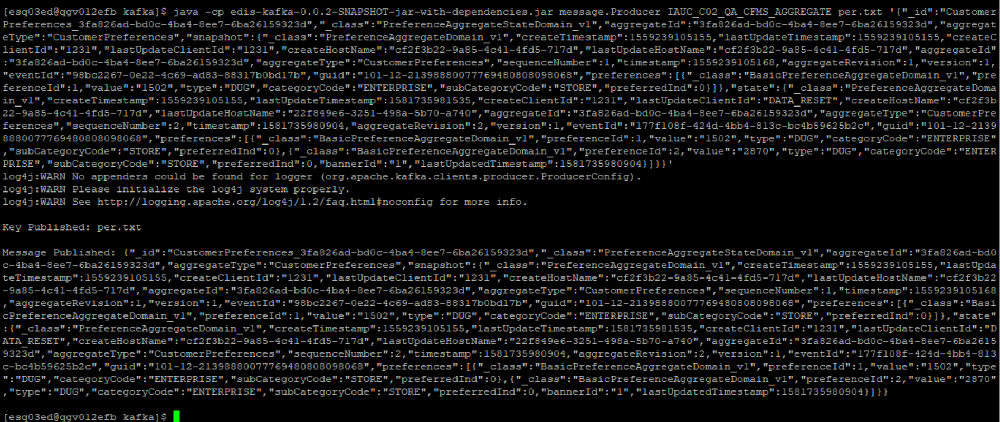 [esq03ed@qgv012efb kafka]$ java -cp edis-kafka-0.0.2-SNAPSHOT-jar-with-dependencies.jar message.Producer IAUC_C02_QA_CFMS_AGGREGATE per.txt '{"_id":"Customer
Preferences_3fa826ad-bd0c-4ba4-8ee7-6ba26159323d","_class":"PreferenceAggregateStateDomain_v1","aggregateId":"3fa826ad-bd0c-4ba4-8ee7-6ba26159323d","aggregat
eType":"CustomerPreferences","snapshot":{"_class":"PreferenceAggregateDomain_v1","createTimestamp":1559239105155,"lastUpdateTimestamp":1559239105155,"createC
lientId":"1231","lastUpdateClientId":"1231","createHostName":"cf2f3b22-9a85-4c41-4fd5-717d","lastUpdateHostName":"cf2f3b22-9a85-4c41-4fd5-717d","aggregateId"
:"3fa826ad-bd0c-4ba4-8ee7-6ba26159323d","aggregateType":"CustomerPreferences","sequenceNumber":1,"timestamp":1559239105168,"aggregateRevision":1,"version":1,
"eventId":"98bc2267-0e22-4c69-ad83-88317b0bd17b","guid":"101-12-2139888007769480808098068","preferences":[{"_class":"BasicPreferenceAggregateDomain_v1","pre
ferenceId":1,"value":"1502","type":"DUG","categoryCode":"ENTERPRISE","subCategoryCode":"STORE","preferredInd":0}]},"state":{"_class":"PreferenceAggregateDoma
in_v1","createTimestamp":1559239105155,"lastUpdateTimestamp":1581735981535,"createClientId":"1231","lastUpdateClientId":"DATA_RESET","createHostName":"cf2f3b
22-9a85-4c41-4fd5-717d","lastUpdateHostName":"22f849e6-3251-498a-5b70-a740","aggregateId":"3fa826ad-bd0c-4ba4-8ee7-6ba26159323d","aggregateType":"CustomerPre
ferences","sequenceNumber":2,"timestamp":1581735980904,"aggregateRevision":2,"version":1,"eventId":"177f108f-424d-4bb4-813c-bc4b59625b2c","guid":"101-12-2139
888007769480808098068","preferences":[{"_class":"BasicPreferenceAggregateDomain_v1","preferenceId":1,"value":"1502","type":"DUG","categoryCode":"ENTERPRISE"
,"subCategoryCode":"STORE","preferredInd":0},{"_class":"BasicPreferenceAggregateDomain_v1","preferenceId":2,"value":"2870","type":"DUG","categoryCode":"ENTER
PRISE","subCategoryCode":"STORE","preferredInd":0,"bannerId":"1","lastUpdatedTimestamp":1581735980904}]}}'
log4j:WARN No appenders could be found for logger (org.apache.kafka.clients.producer.ProducerConfig).
log4j:WARN Please initialize the log4j system properly.
log4j:WARN See http://logging.apache.org/log4j/1.2/faq.html#noconfig for more info.
Key Published: per.txt
Message Published: {"_id":"CustomerPreferences_3fa826ad-bd0c-4ba4-8ee7-6ba26159323d","_class":"PreferenceAggregateStateDomain_v1","aggregateId":"3fa826ad-bd0
c-4ba4-8ee7-6ba26159323d","aggregateType":"CustomerPreferences","snapshot":{"_class":"PreferenceAggregateDomain_v1","createTimestamp":1559239105155,"lastUpda
teTimestamp":1559239105155,"createClientId":"1231","lastUpdateClientId":"1231","createHostName":"cf2f3b22-9a85-4c41-4fd5-717d","lastUpdateHostName":"cf2f3b22
-9a85-4c41-4fd5-717d","aggregateId":"3fa826ad-bd0c-4ba4-8ee7-6ba26159323d","aggregateType":"CustomerPreferences","sequenceNumber":1,"timestamp":1559239105168
,"aggregateRevision":1,"version":1,"eventId":"98bc2267-0e22-4c69-ad83-88317b0bd17b","guid":"101-12-2139888007769480808098068","preferences":[{"_class":"Basi
cPreferenceAggregateDomain_v1","preferenceId":1,"value":"1502","type":"DUG","categoryCode":"ENTERPRISE","subCategoryCode":"STORE","preferredInd":0}]},"state"
:{"_class":"PreferenceAggregateDomain_v1","createTimestamp":1559239105155,"lastUpdateTimestamp":1581735981535,"createClientId":"1231","lastUpdateClientId":"D
ATA_RESET","createHostName":"cf2f3b22-9a85-4c41-4fd5-717d","lastUpdateHostName":"22f849e6-3251-498a-5b70-a740","aggregateId":"3fa826ad-bd0c-4ba4-8ee7-6ba2615
9323d","aggregateType":"CustomerPreferences","sequenceNumber":2,"timestamp":1581735980904,"aggregateRevision":2,"version":1,"eventId":"177f108f-424d-4bb4-813
c-bc4b59625b2c","guid":"101-12-2139888007769480808098068","preferences":[{"_class":"BasicPreferenceAggregateDomain_v1","preferenceId":1,"value":"1502","type
":"DUG","categoryCode":"ENTERPRISE","subCategoryCode":"STORE","preferredInd":0},{"_class":"BasicPreferenceAggregateDomain_v1","preferenceId":2,"value":"2870"
,"type":"DUG","categoryCode":"ENTERPRISE","subCategoryCode":"STORE","preferredInd":0,"bannerId":"1","lastUpdatedTimestamp":1581735980904}]}}
[esq03ed@qgv012efb kafka]$